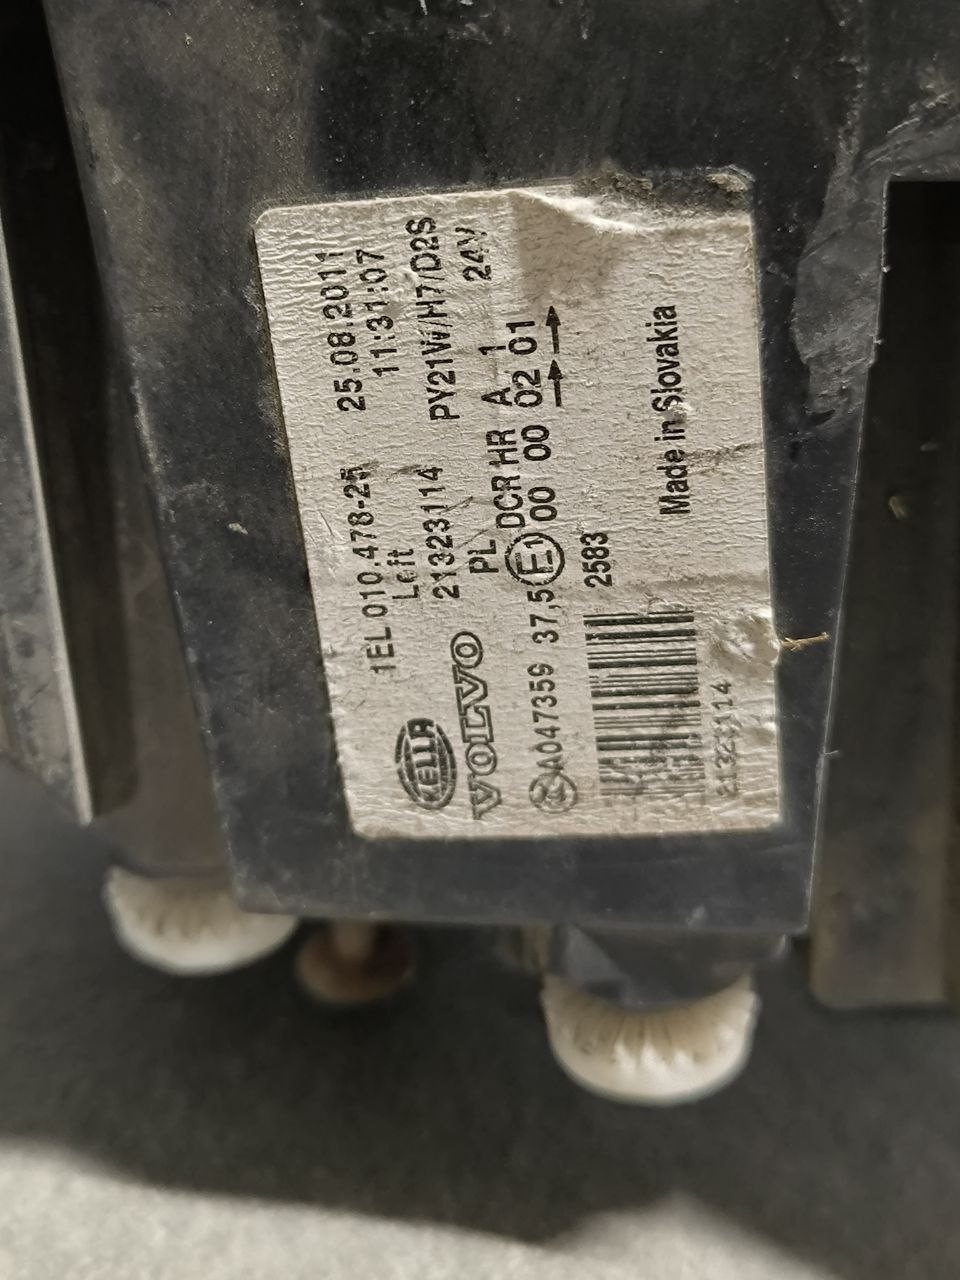 1EL 010.478-25 25.08.2011
Left 11:31:07
HELLA 21323114 PY21W/H7/D2S
VOLVO PL 24V
DCR HR A 1
A047359 37,5 E1 00 00 02 01
2583
Made in Slovakia
21323114